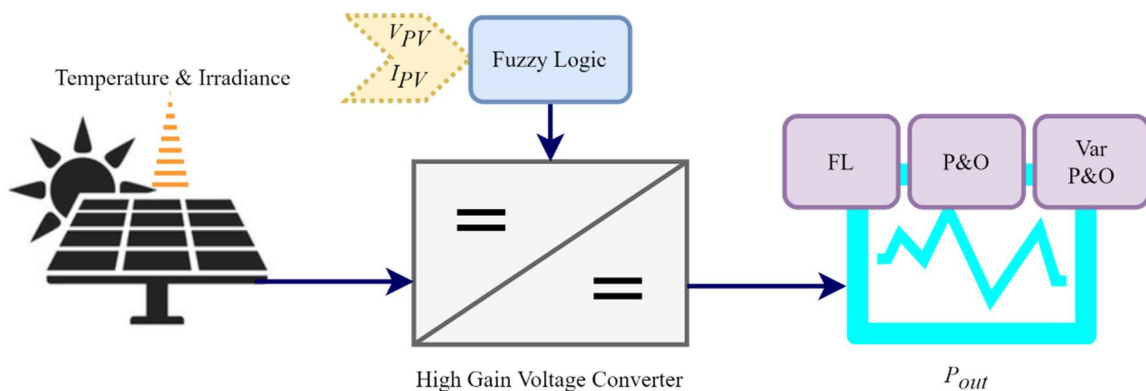 Temperature & Irradiance
V_PV
I_PV
Fuzzy Logic
FL
P&O
Var
P&O
High Gain Voltage Converter
P_out